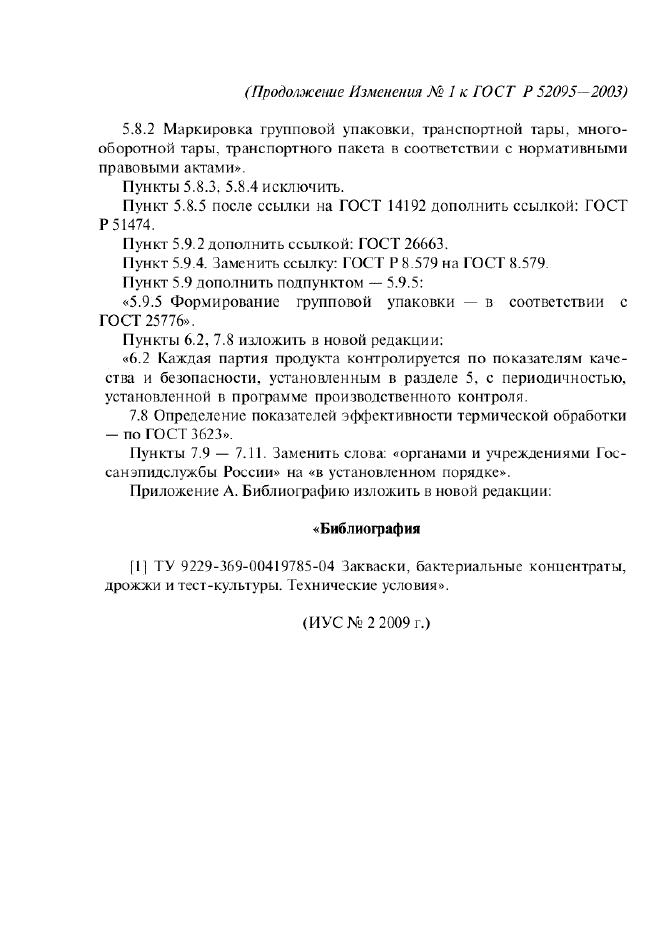 (Продолжение Изменения № 1 к ГОСТ Р 52095—2003)
5.8.2 Маркировка групповой упаковки, транспортной тары, много-
оборотной тары, транспортного пакета в соответствии с нормативными
правовыми актами».
Пункты 5.8.3, 5.8.4 исключить.
Пункт 5.8.5 после ссылки на ГОСТ 14192 дополнить ссылкой: ГОСТ
Р 51474.
Пункт 5.9.2 дополнить ссылкой: ГОСТ 26663.
Пункт 5.9.4. Заменить ссылку: ГОСТ Р 8.579 на ГОСТ 8.579.
Пункт 5.9 дополнить подпунктом — 5.9.5:
«5.9.5 Формирование групповой упаковки — в соответствии с
ГОСТ 25776».
Пункты 6.2, 7.8 изложить в новой редакции:
«6.2 Каждая партия продукта контролируется по показателям каче-
ства и безопасности, установленным в разделе 5, с периодичностью,
установленной в программе производственного контроля.
7.8 Определение показателей эффективности термической обработки
— по ГОСТ 3623».
Пункты 7.9 — 7.11. Заменить слова: «органами и учреждениями Гос-
санэпидслужбы России» на «в установленном порядке».
Приложение А. Библиографию изложить в новой редакции:
«Библиография
[1] ТУ 9229-369-00419785-04 Закваски, бактериальные концентраты,
дрожжи и тест-культуры. Технические условия».
(ИУС № 2 2009 г.)